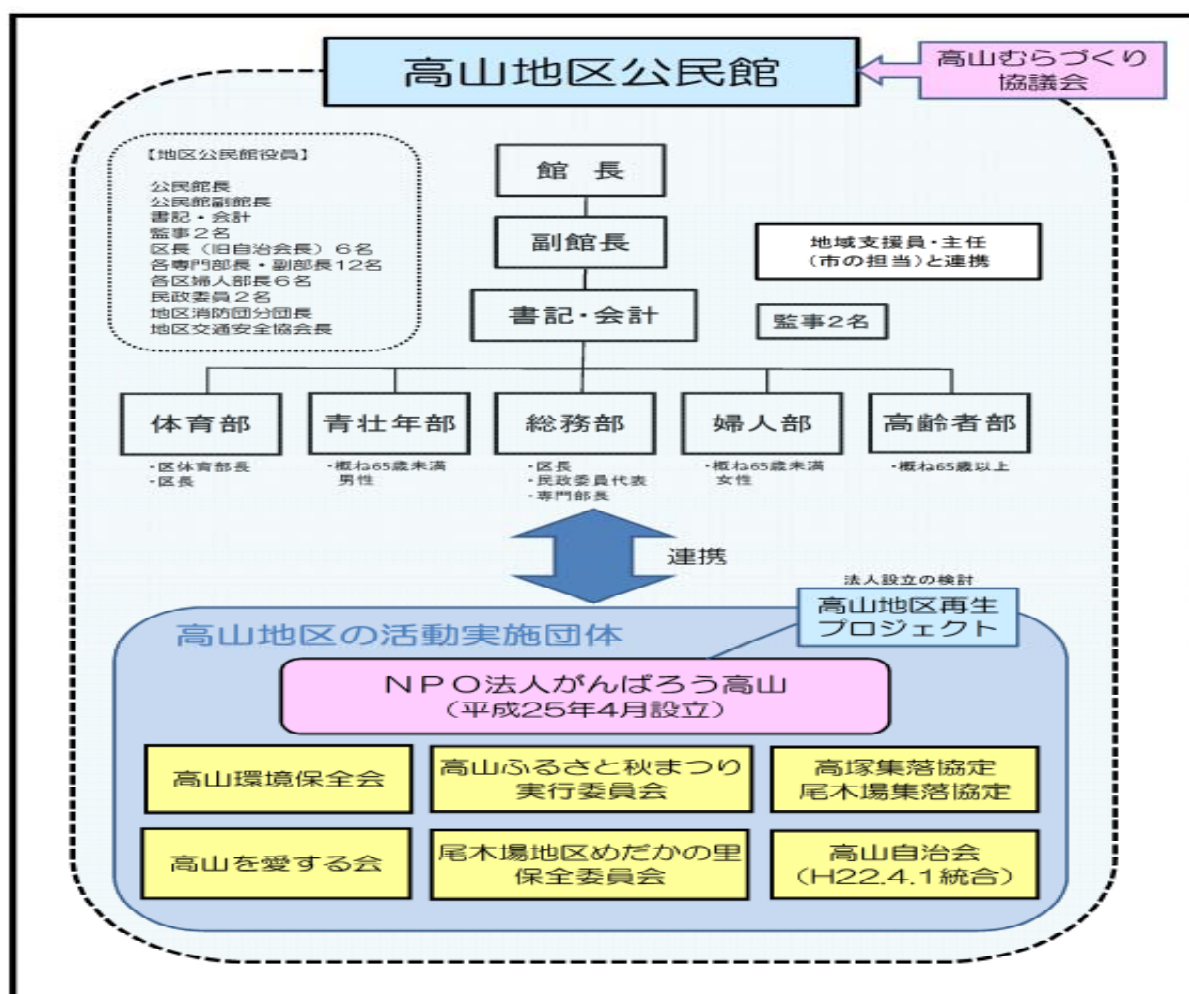 高山地区公民館
高山むらづくり
協議会
【地区公民館役員】
公民館長
公民館副館長
書記・会計
監事２名
区長（旧自治会長）６名
各専門部長・副部長12名
各区婦人部長６名
民政委員２名
地区消防団分団長
地区交通安全協会長
館 長
副館長
書記・会計
地域支援員・主任
(市の担当)と連携
監事２名
体育部
・区体育部長
・区長
青壮年部
・概ね65歳未満
男性
総務部
・区長
・民政委員代表
・専門部長
婦人部
・概ね65歳未満
女性
高齢者部
・概ね65歳以上
連携
法人設立の検討
高山地区再生
プロジェクト
高山地区の活動実施団体
ＮＰＯ法人がんばろう高山
（平成25年４月設立）
高山環境保全会
高山ふるさと秋まつり
実行委員会
高塚集落協定
尾木場集落協定
高山を愛する会
尾木場地区めだかの里
保全委員会
高山自治会
（H22.4.1統合）